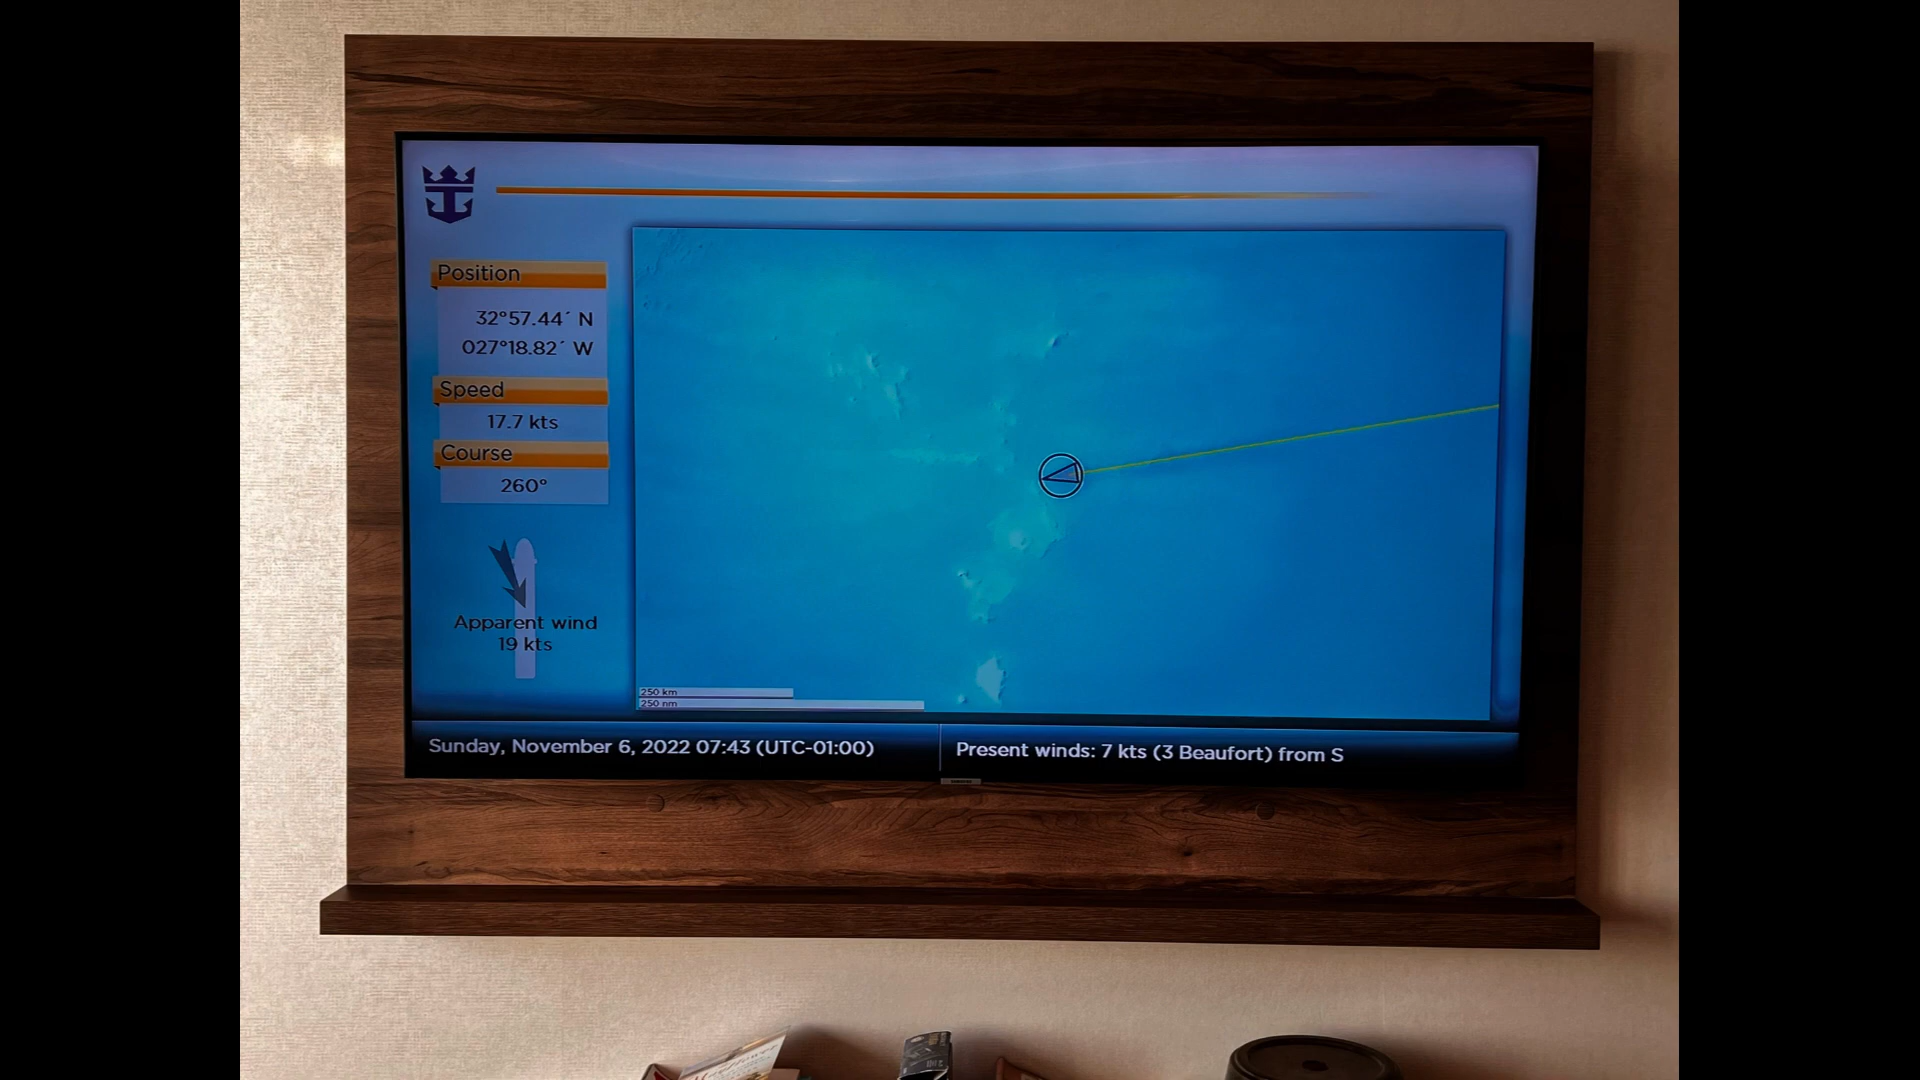 Position
32°57.44´ N
027°18.82´ W
Speed
17.7 kts
Course
260°
Apparent wind
19 kts
250 km
250 nm
Sunday, November 6, 2022 07:43 (UTC-01:00)
Present winds: 7 kts (3 Beaufort) from S